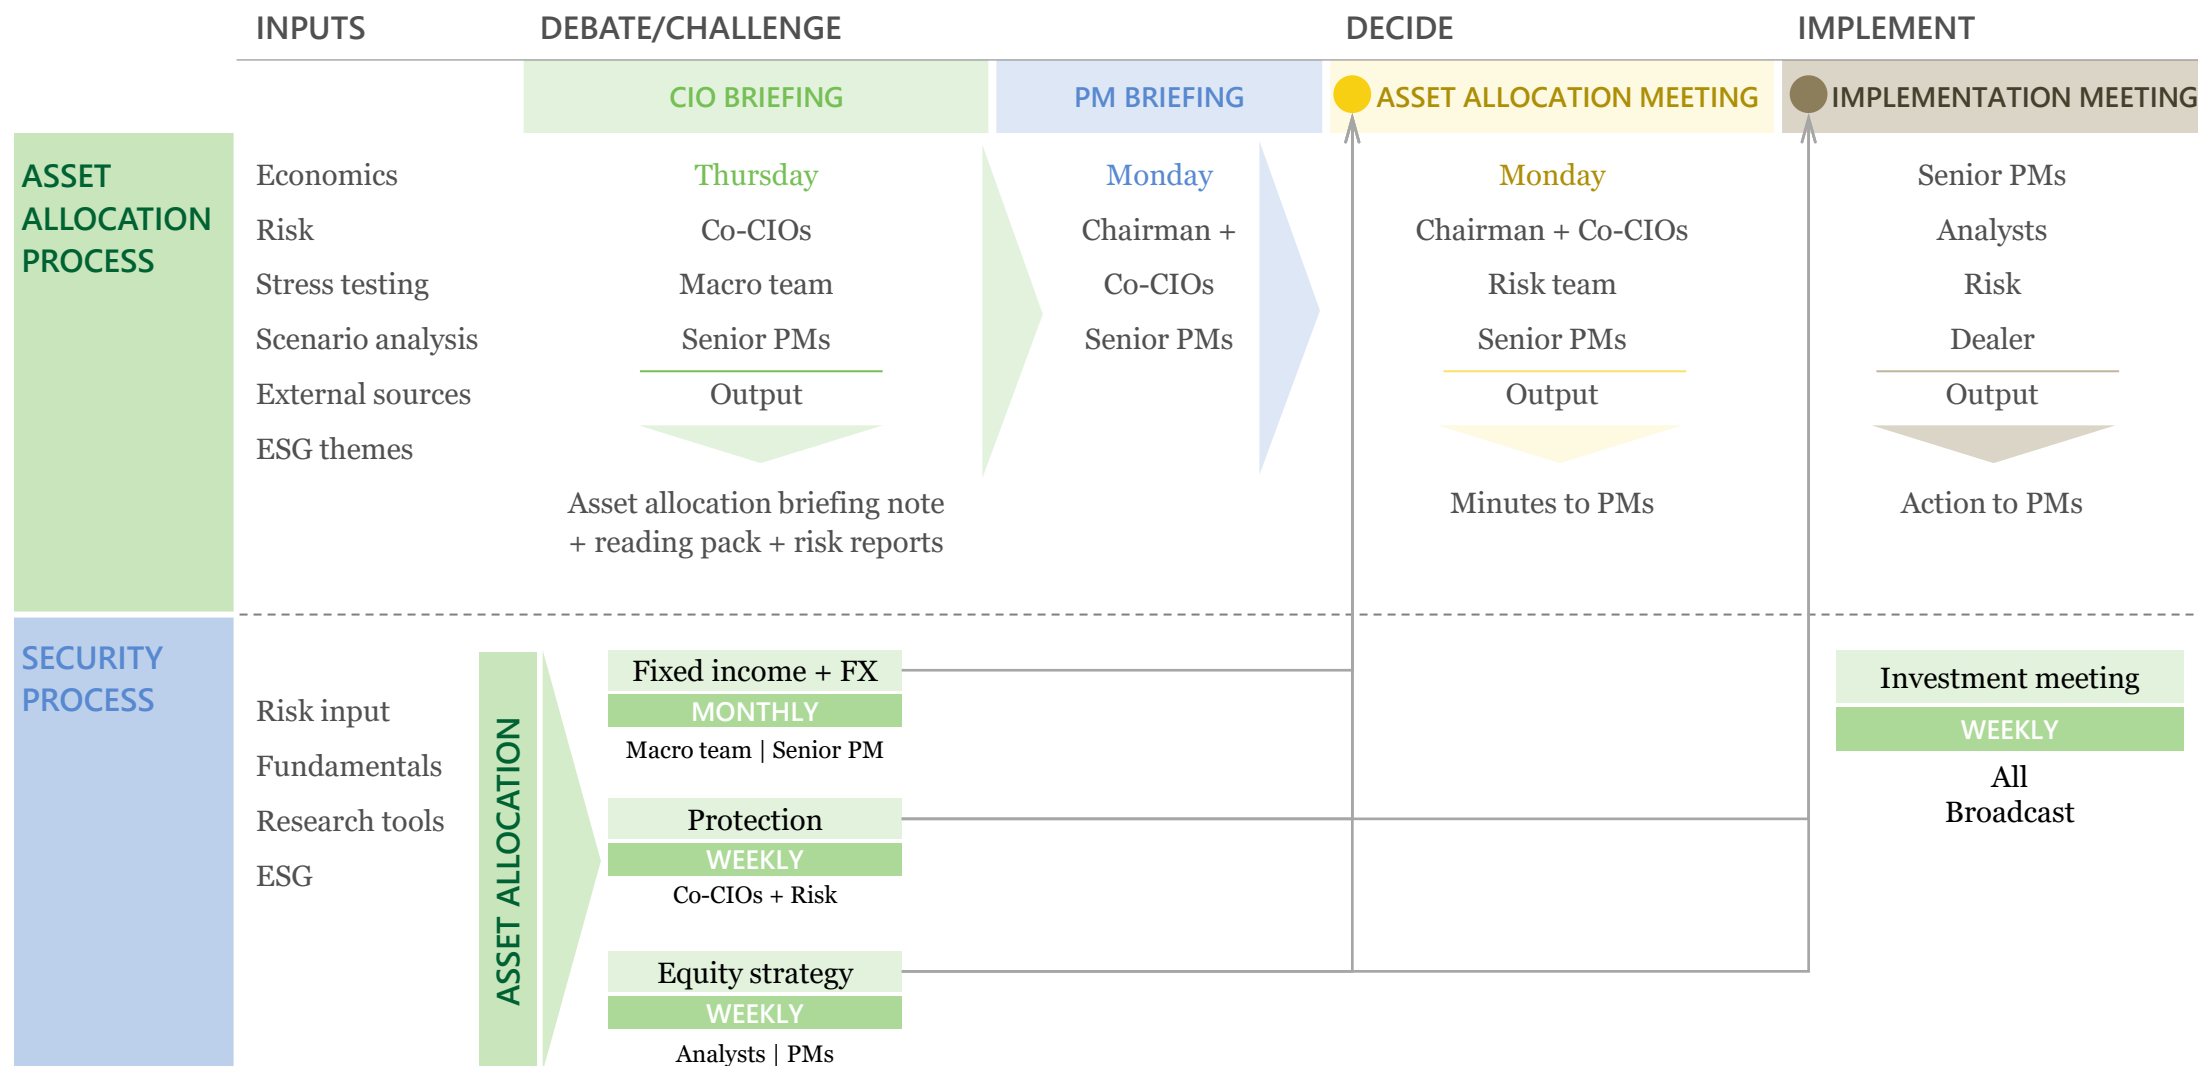 INPUTS
DEBATE/CHALLENGE
DECIDE
IMPLEMENT
CIO BRIEFING
PM BRIEFING
ASSET ALLOCATION MEETING
IMPLEMENTATION MEETING
ASSET
ALLOCATION
PROCESS
Economics
Risk
Stress testing
Scenario analysis
External sources
ESG themes
Thursday
Co-CIOs
Macro team
Senior PMs
Output
Asset allocation briefing note
+ reading pack + risk reports
Monday
Chairman +
Co-CIOs
Senior PMs
Monday
Chairman + Co-CIOs
Risk team
Senior PMs
Output
Minutes to PMs
Senior PMs
Analysts
Risk
Dealer
Output
Action to PMs
SECURITY
PROCESS
Risk input
Fundamentals
Research tools
ESG
ASSET ALLOCATION
Fixed income + FX
MONTHLY
Macro team | Senior PM
Protection
WEEKLY
Co-CIOs + Risk
Equity strategy
WEEKLY
Analysts | PMs
Investment meeting
WEEKLY
All
Broadcast